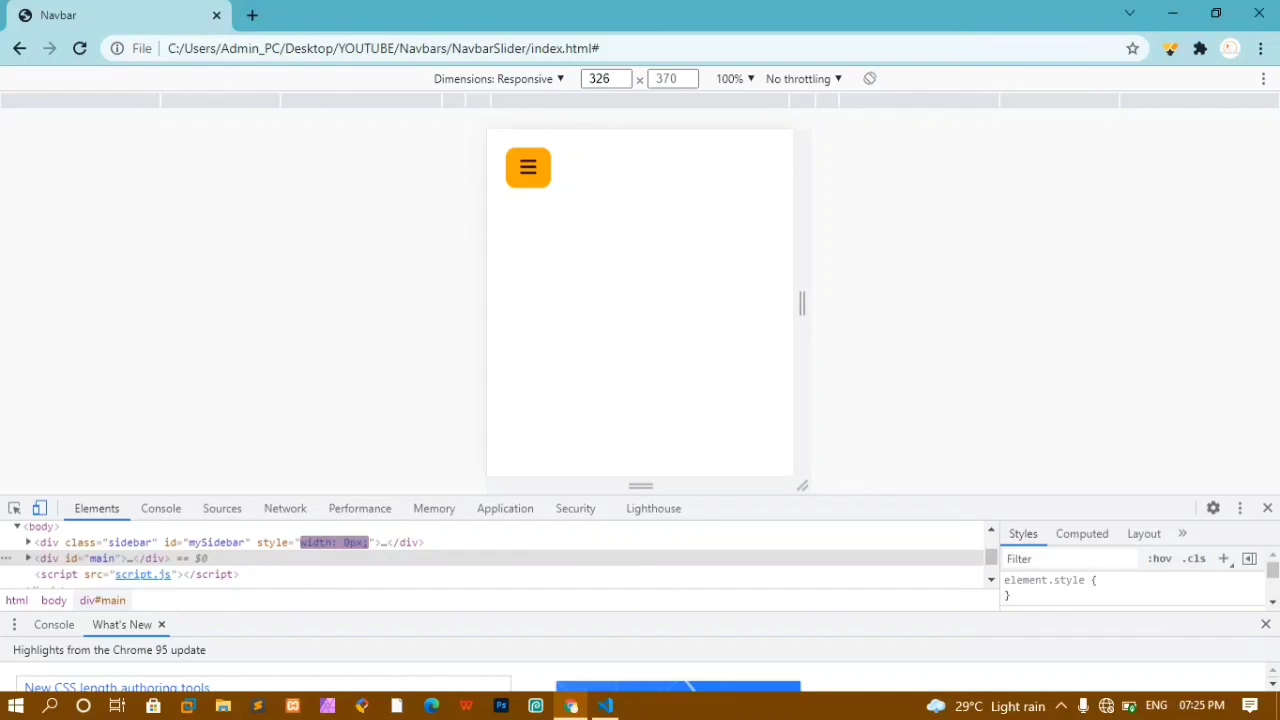 Navbar
File C:/Users/Admin_PC/Desktop/YOUTUBE/Navbars/NavbarSlider/index.html#
Dimensions: Responsive ▼ 326 × 370 100% ▼ No throttling ▼
Elements Console Sources Network Performance Memory Application Security Lighthouse
▼<body>
▶<div class="sidebar" id="mySidebar" style="width: 0px;">…</div>
▶<div id="main">…</div> == $0
<script src="script.js"></script>
html body div#main
Styles Computed Layout »
Filter :hov .cls +
element.style {
}
Console What's New ×
Highlights from the Chrome 95 update
New CSS length authoring tools
29°C Light rain ENG 07:25 PM